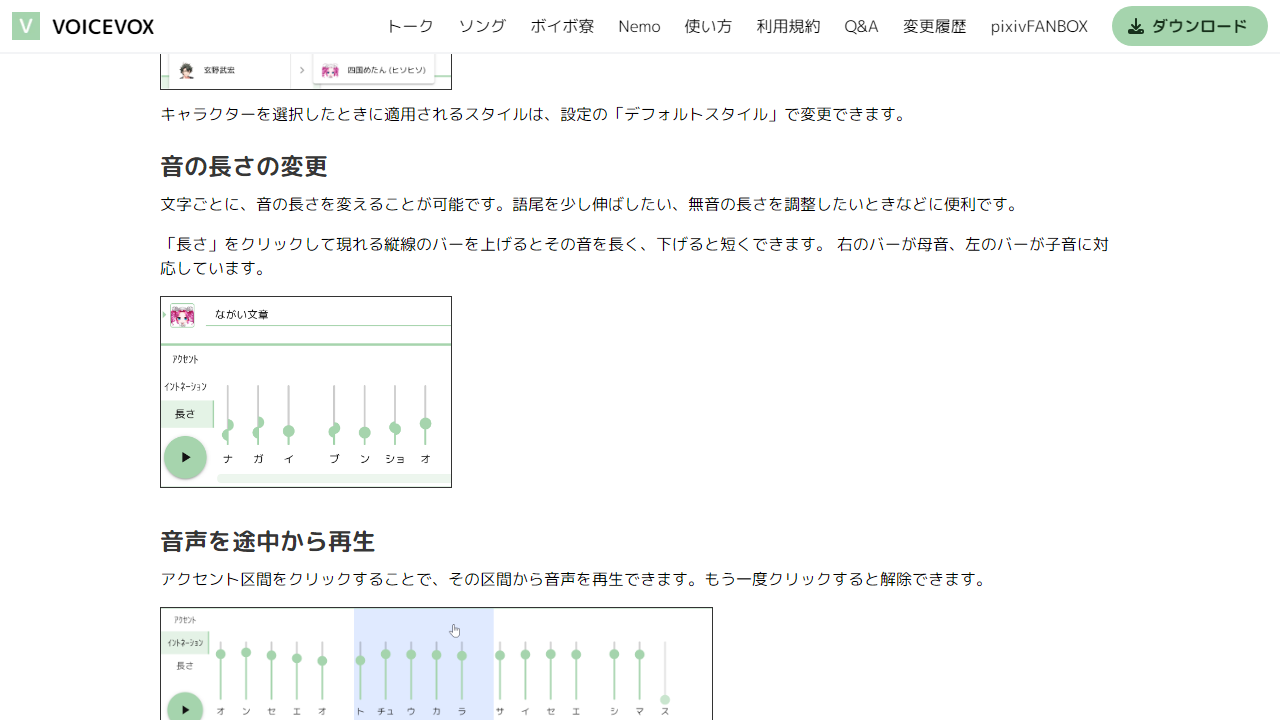 V VOICEVOX トーク ソング ボイボ寮 Nemo 使い方 利用規約 Q&A 変更履歴 pixivFANBOX ダウンロード
玄野武宏 四国めたん (ヒソヒソ)
キャラクターを選択したときに適用されるスタイルは、設定の「デフォルトスタイル」で変更できます。
音の長さの変更
文字ごとに、音の長さを変えることが可能です。語尾を少し伸ばしたい、無音の長さを調整したいときなどに便利です。
「長さ」をクリックして現れる縦線のバーを上げるとその音を長く、下げると短くできます。 右のバーが母音、左のバーが子音に対
応しています。
ながい文章
アクセント
イントネーション
長さ
ナ ガ イ ブ ン ショ オ
音声を途中から再生
アクセント区間をクリックすることで、その区間から音声を再生できます。もう一度クリックすると解除できます。
アクセント
イントネーション
長さ
オ ン セ エ オ ト チュ ウ カ ラ サ イ セ エ シ マ ス